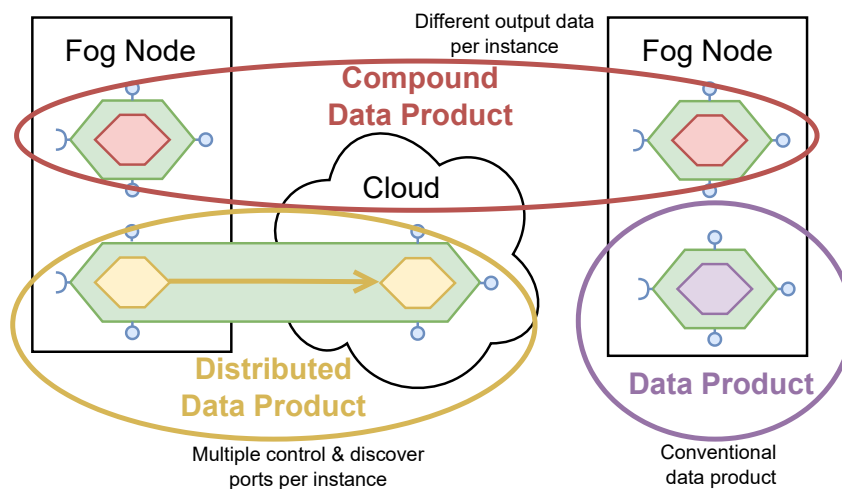 Different output data
per instance
Fog Node
Fog Node
Compound
Data Product
Cloud
Distributed
Data Product
Data Product
Multiple control & discover
ports per instance
Conventional
data product